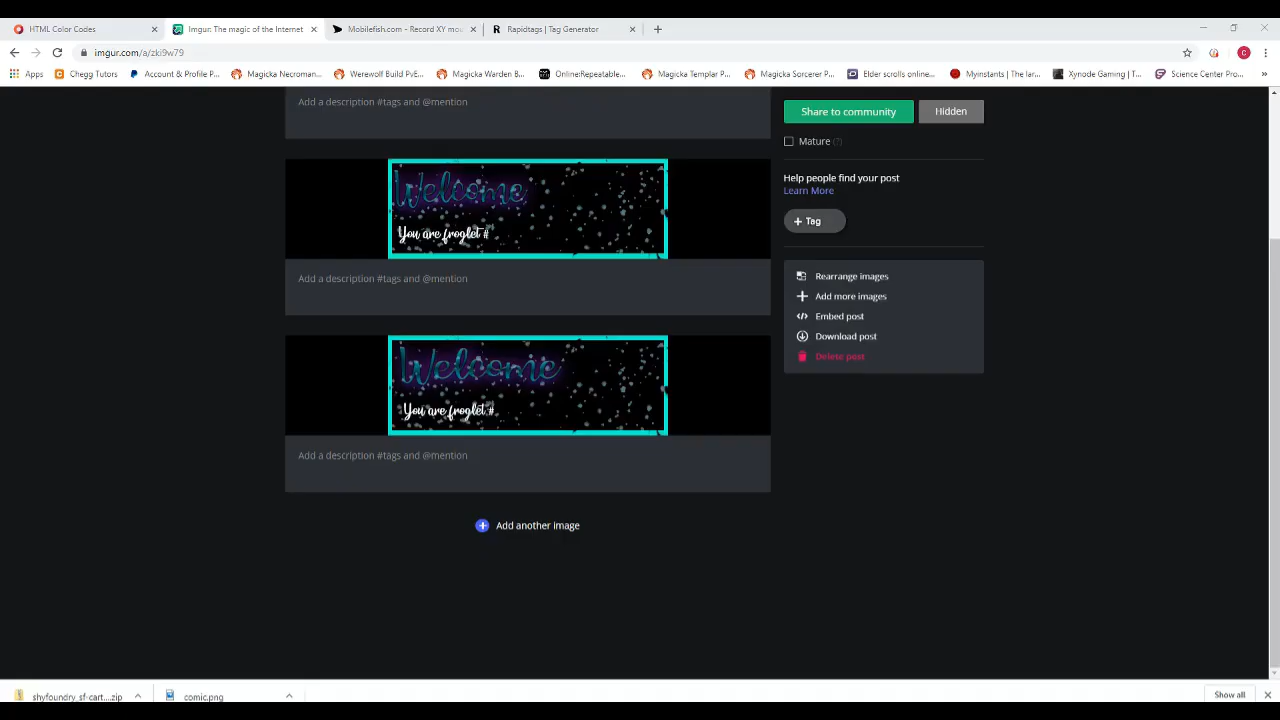 HTML Color Codes
Imgur: The magic of the Internet
Mobilefish.com - Record XY mo
Rapidtags | Tag Generator
imgur.com/a/zki9w79
Apps
Chegg Tutors
Account & Profile P...
Magicka Necroman...
Werewolf Build PvE...
Magicka Warden B...
Online:Repeatable...
Magicka Templar P...
Magicka Sorcerer P...
Elder scrolls online...
Myinstants | The lar...
Xynode Gaming | T...
Science Center Pro...
»
Add a description #tags and @mention
Share to community
Hidden
Mature (?)
Help people find your post
Learn More
+ Tag
Welcome
You are froglet #
Add a description #tags and @mention
Rearrange images
Add more images
Embed post
Download post
Delete post
Welcome
You are froglet #
Add a description #tags and @mention
Add another image
shyfoundry_sf-cart....zip
comic.png
Show all